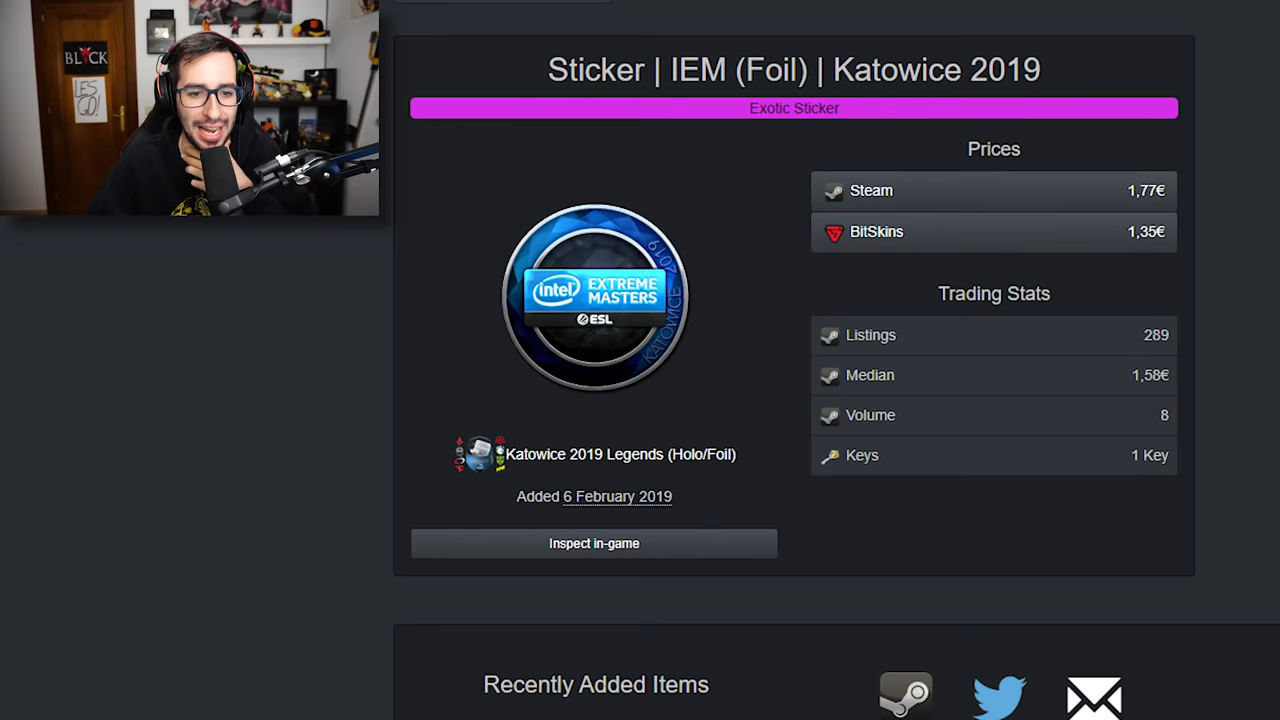 BLACK
LES
GO!
Sticker | IEM (Foil) | Katowice 2019
Exotic Sticker
Prices
Steam 1,77€
BitSkins 1,35€
2019
KATOWICE
intel EXTREME
MASTERS
ESL
Trading Stats
Listings 289
Median 1,58€
Volume 8
Keys 1 Key
Katowice 2019 Legends (Holo/Foil)
Added 6 February 2019
Inspect in-game
Recently Added Items